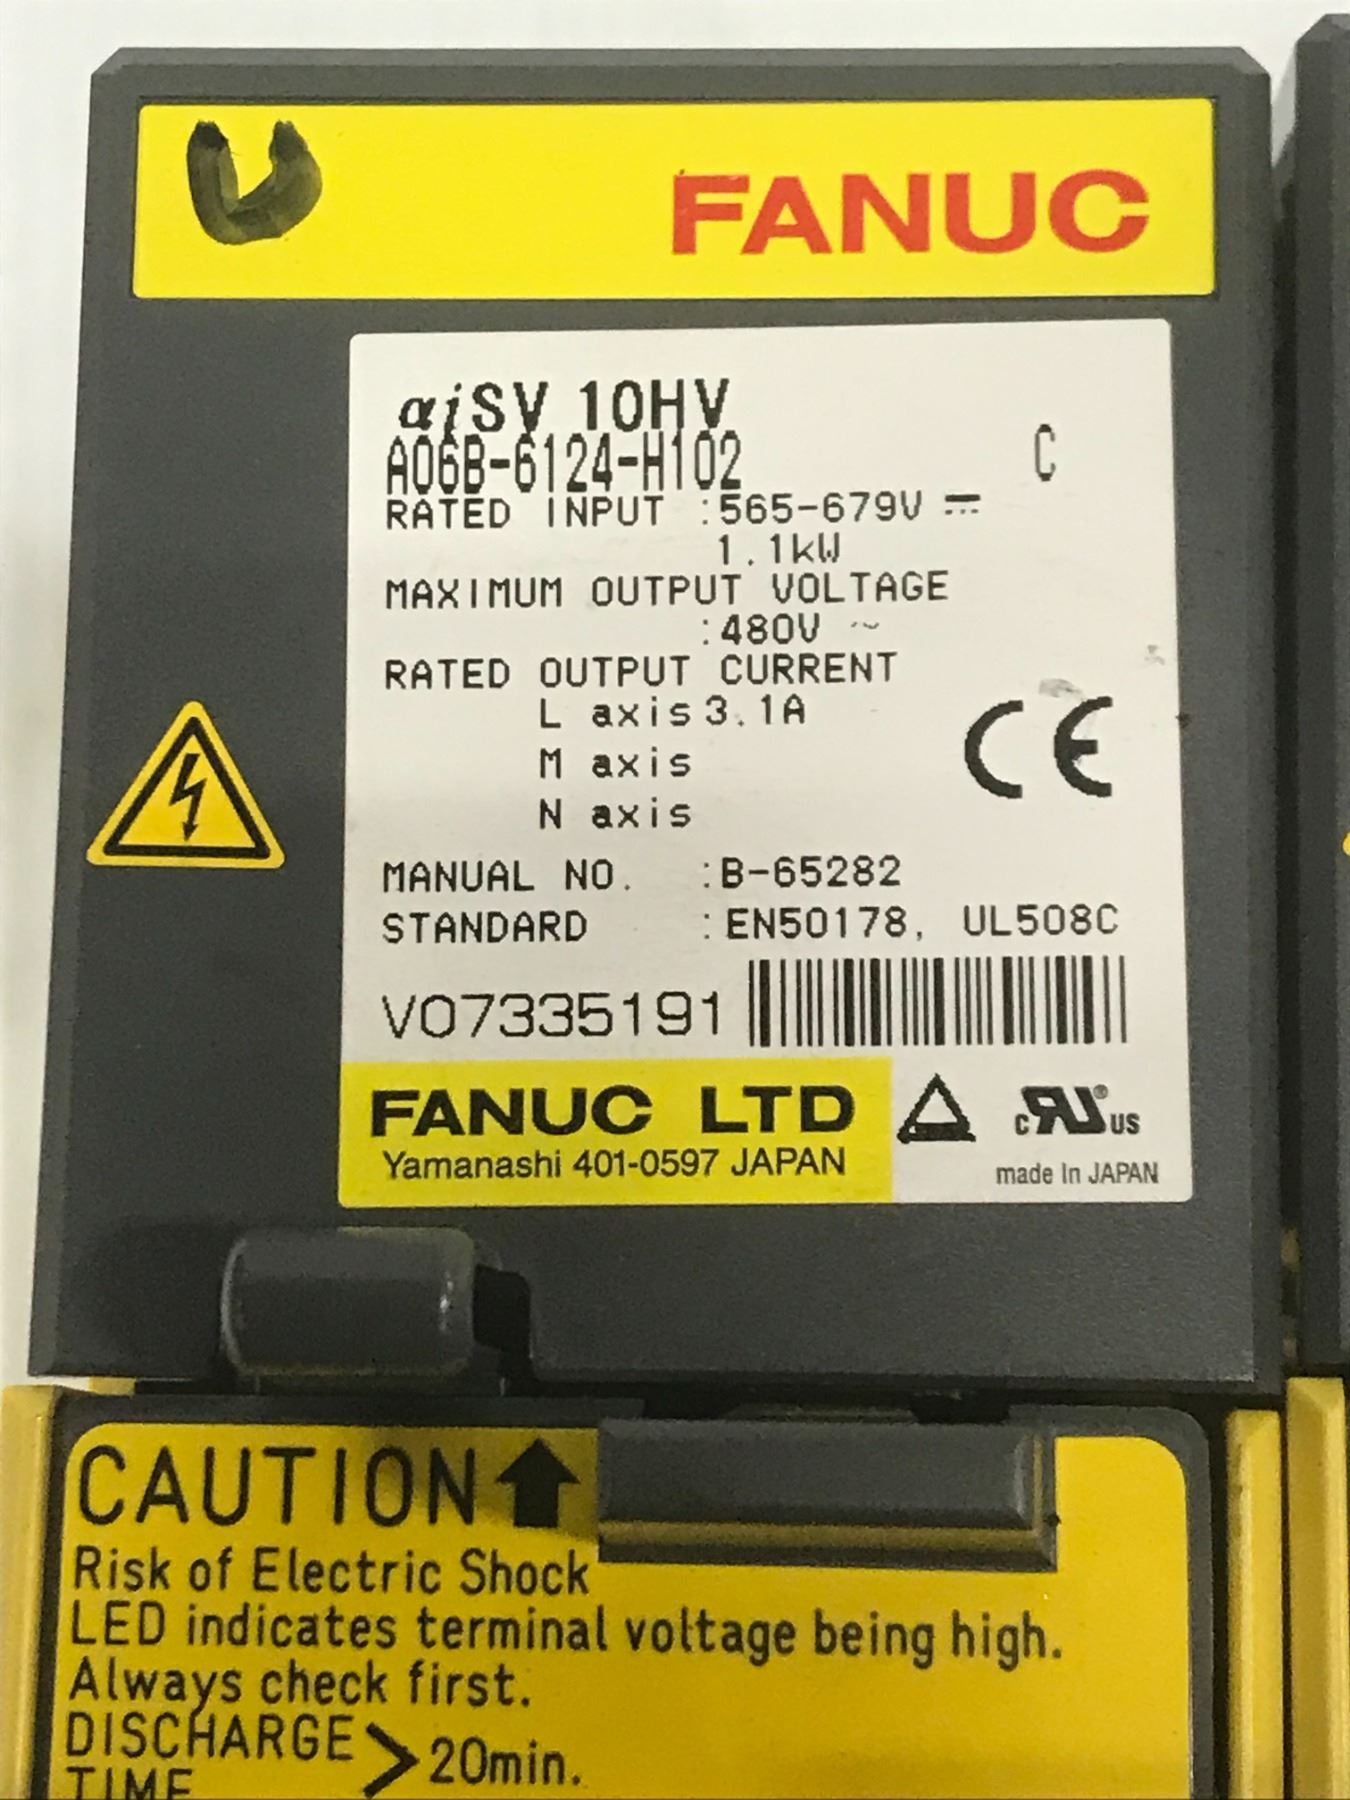 U
FANUC
αiSV 10HV
A06B-6124-H102 C
RATED INPUT :565-679V ⎓
1.1kW
MAXIMUM OUTPUT VOLTAGE
:480V ~
RATED OUTPUT CURRENT
L axis 3.1A
M axis
N axis
CE
MANUAL NO. :B-65282
STANDARD :EN50178, UL508C
V07335191
FANUC LTD
Yamanashi 401-0597 JAPAN
c RU® US
made In JAPAN
CAUTION
Risk of Electric Shock
LED indicates terminal voltage being high.
Always check first.
DISCHARGE > 20min.
TIME